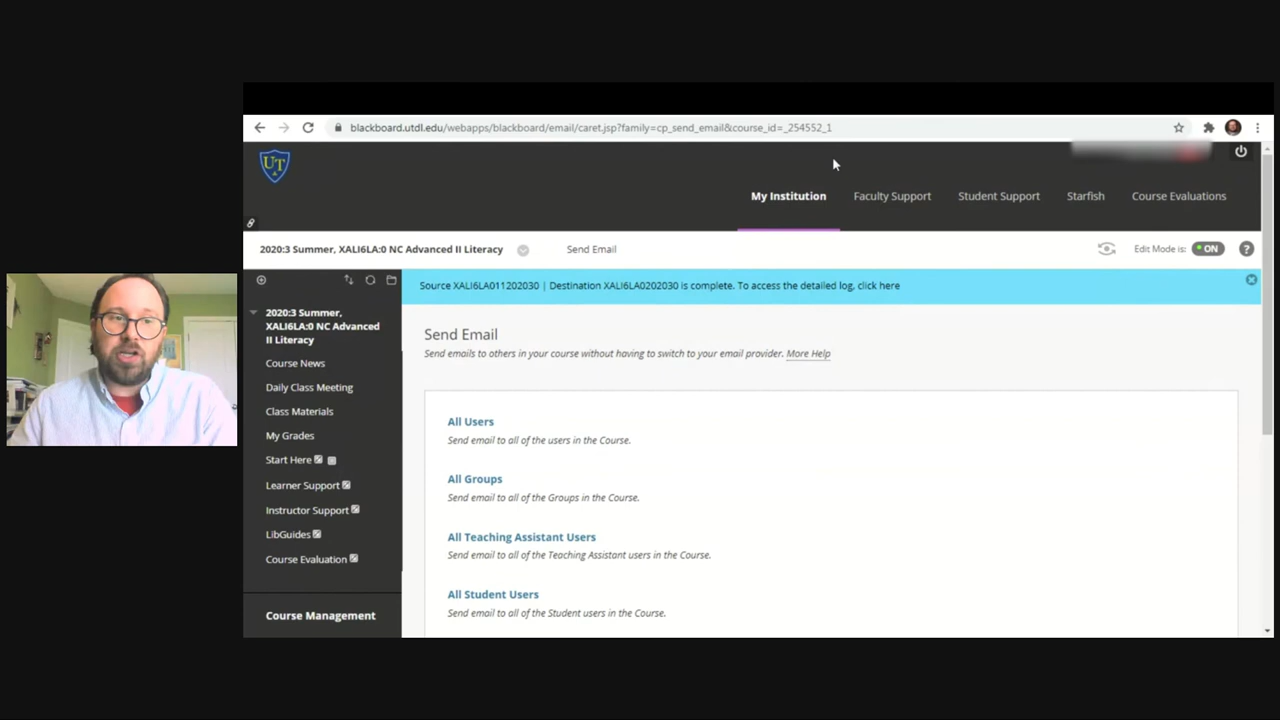 blackboard.utdl.edu/webapps/blackboard/email/caret.jsp?family=cp_send_email&course_id=_254552_1
UT
My Institution Faculty Support Student Support Starfish Course Evaluations
2020:3 Summer, XALI6LA:0 NC Advanced II Literacy Send Email Edit Mode is: ON ?
Source XALI6LA011202030 | Destination XALI6LA0202030 is complete. To access the detailed log, click here
2020:3 Summer,
XALI6LA:0 NC Advanced
II Literacy
Course News
Daily Class Meeting
Class Materials
My Grades
Start Here
Learner Support
Instructor Support
LibGuides
Course Evaluation
Course Management
Send Email
Send emails to others in your course without having to switch to your email provider. More Help
All Users
Send email to all of the users in the Course.
All Groups
Send email to all of the Groups in the Course.
All Teaching Assistant Users
Send email to all of the Teaching Assistant users in the Course.
All Student Users
Send email to all of the Student users in the Course.